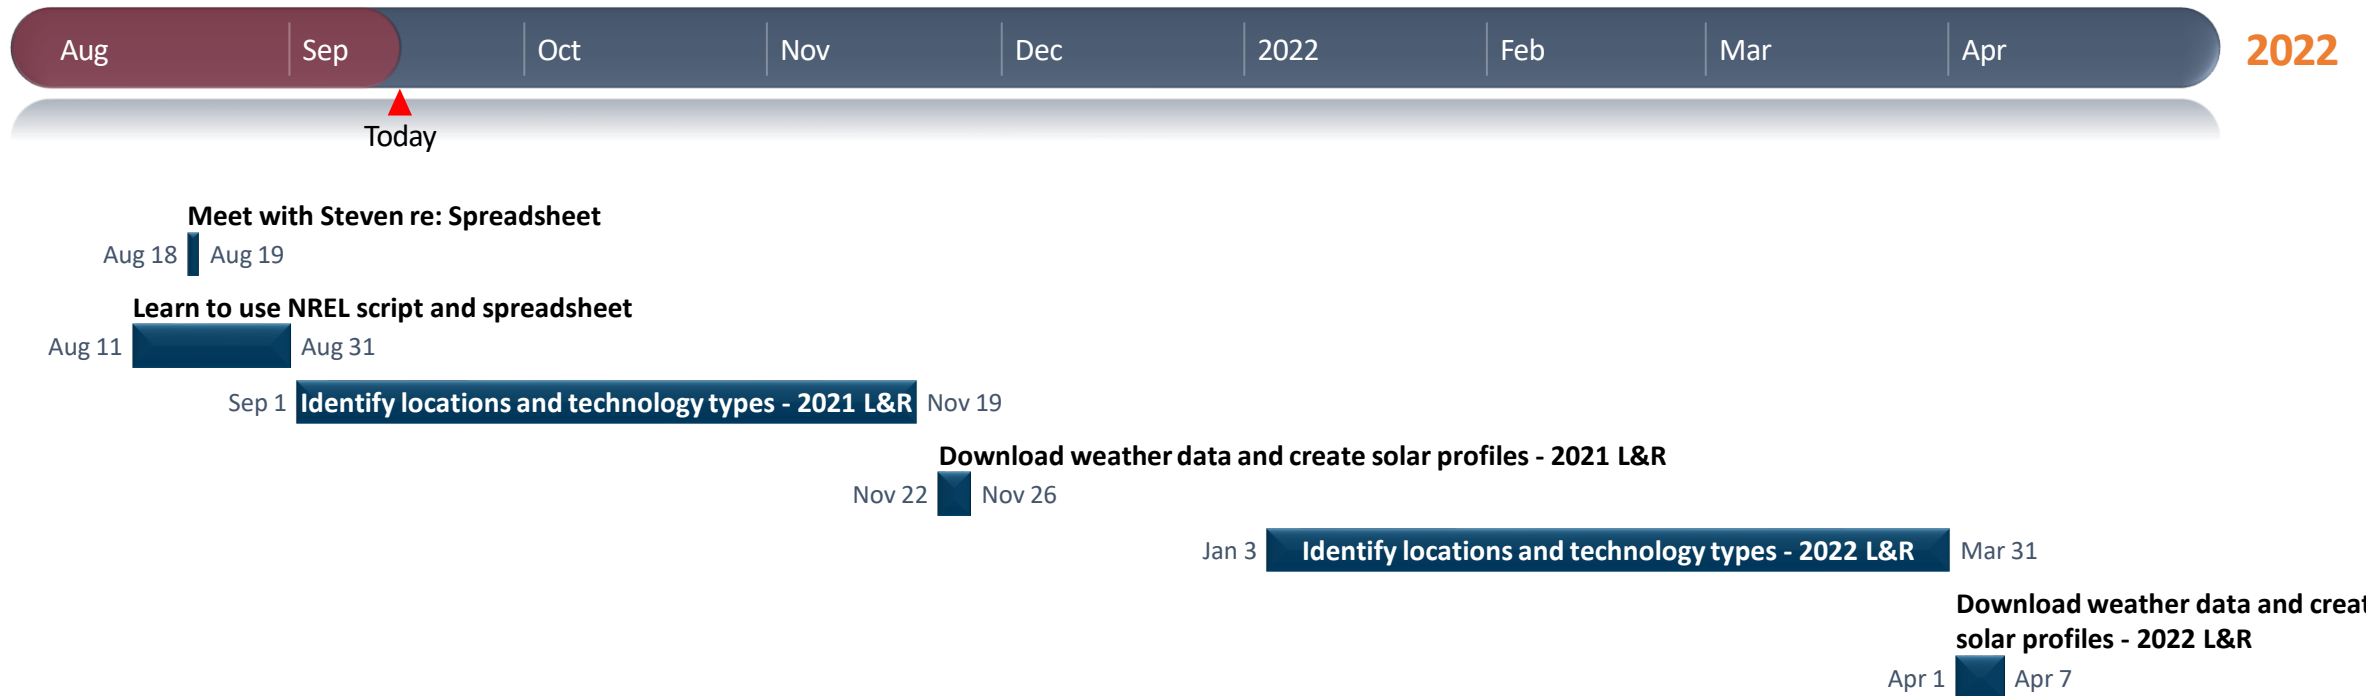 Aug Sep Oct Nov Dec 2022 Feb Mar Apr 2022
Today
Meet with Steven re: Spreadsheet
Aug 18 Aug 19
Learn to use NREL script and spreadsheet
Aug 11 Aug 31
Sep 1 Identify locations and technology types - 2021 L&R Nov 19
Download weather data and create solar profiles - 2021 L&R
Nov 22 Nov 26
Jan 3 Identify locations and technology types - 2022 L&R Mar 31
Download weather data and creat
solar profiles - 2022 L&R
Apr 1 Apr 7